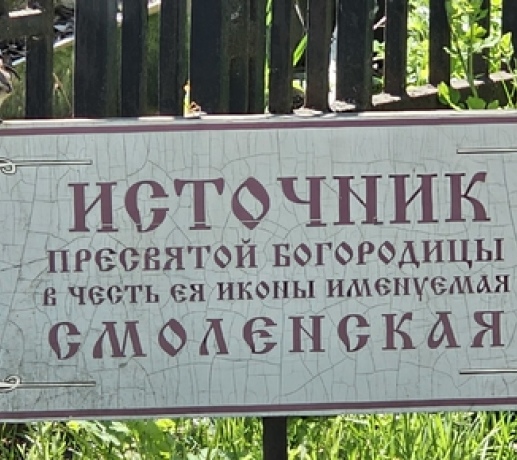 ИСТОЧНИК
ПРЕСВЯТОЙ БОГОРОДИЦЫ
В ЧЕСТЬ ЕЯ ИКОНЫ ИМЕНУЕМАЯ
СМОЛЕНСКАЯ